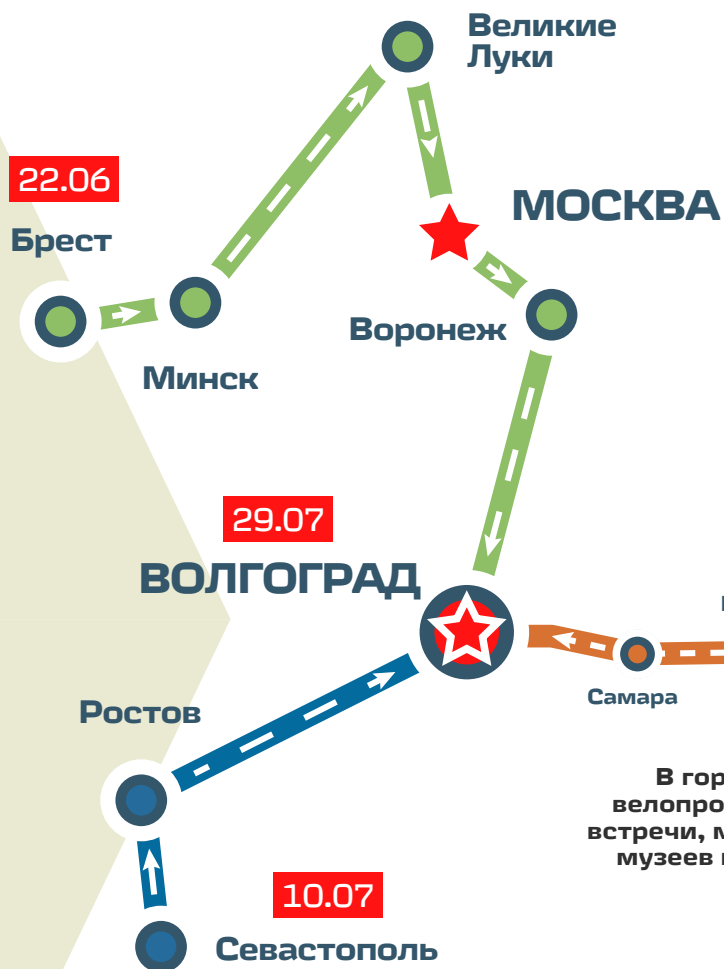 Великие
Луки
22.06
МОСКВА
Брест
Воронеж
Минск
29.07
ВОЛГОГРАД
Самара
Ростов
В гор
велопро
встречи, м
музеев
10.07
Севастополь